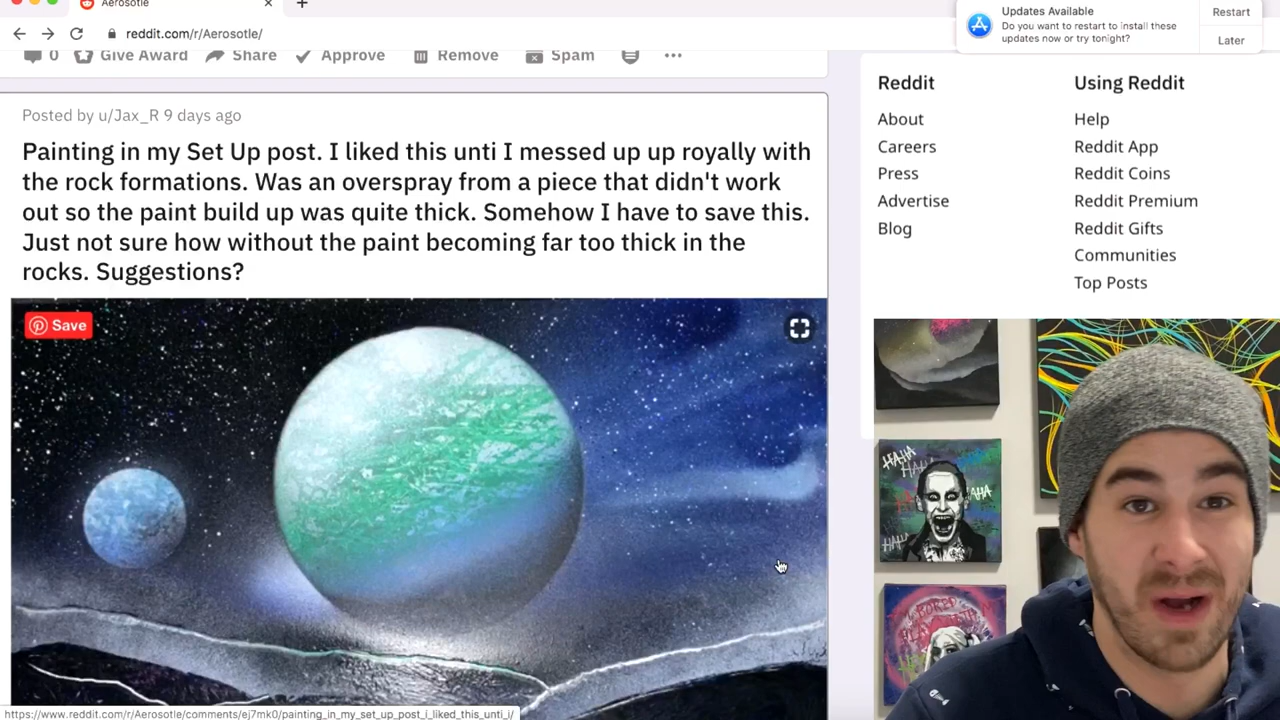 Aerosotle
Updates Available
Do you want to restart to install these
updates now or try tonight?
Restart
Later
reddit.com/r/Aerosotle/
0 Give Award Share Approve Remove Spam
Posted by u/Jax_R 9 days ago
Painting in my Set Up post. I liked this unti I messed up up royally with
the rock formations. Was an overspray from a piece that didn't work
out so the paint build up was quite thick. Somehow I have to save this.
Just not sure how without the paint becoming far too thick in the
rocks. Suggestions?
Save
Reddit
About
Careers
Press
Advertise
Blog
Using Reddit
Help
Reddit App
Reddit Coins
Reddit Premium
Reddit Gifts
Communities
Top Posts
HAHA
HAHA
HAHA
HAHA
https://www.reddit.com/r/Aerosotle/comments/ej7mk0/painting_in_my_set_up_post_i_liked_this_unti_i/